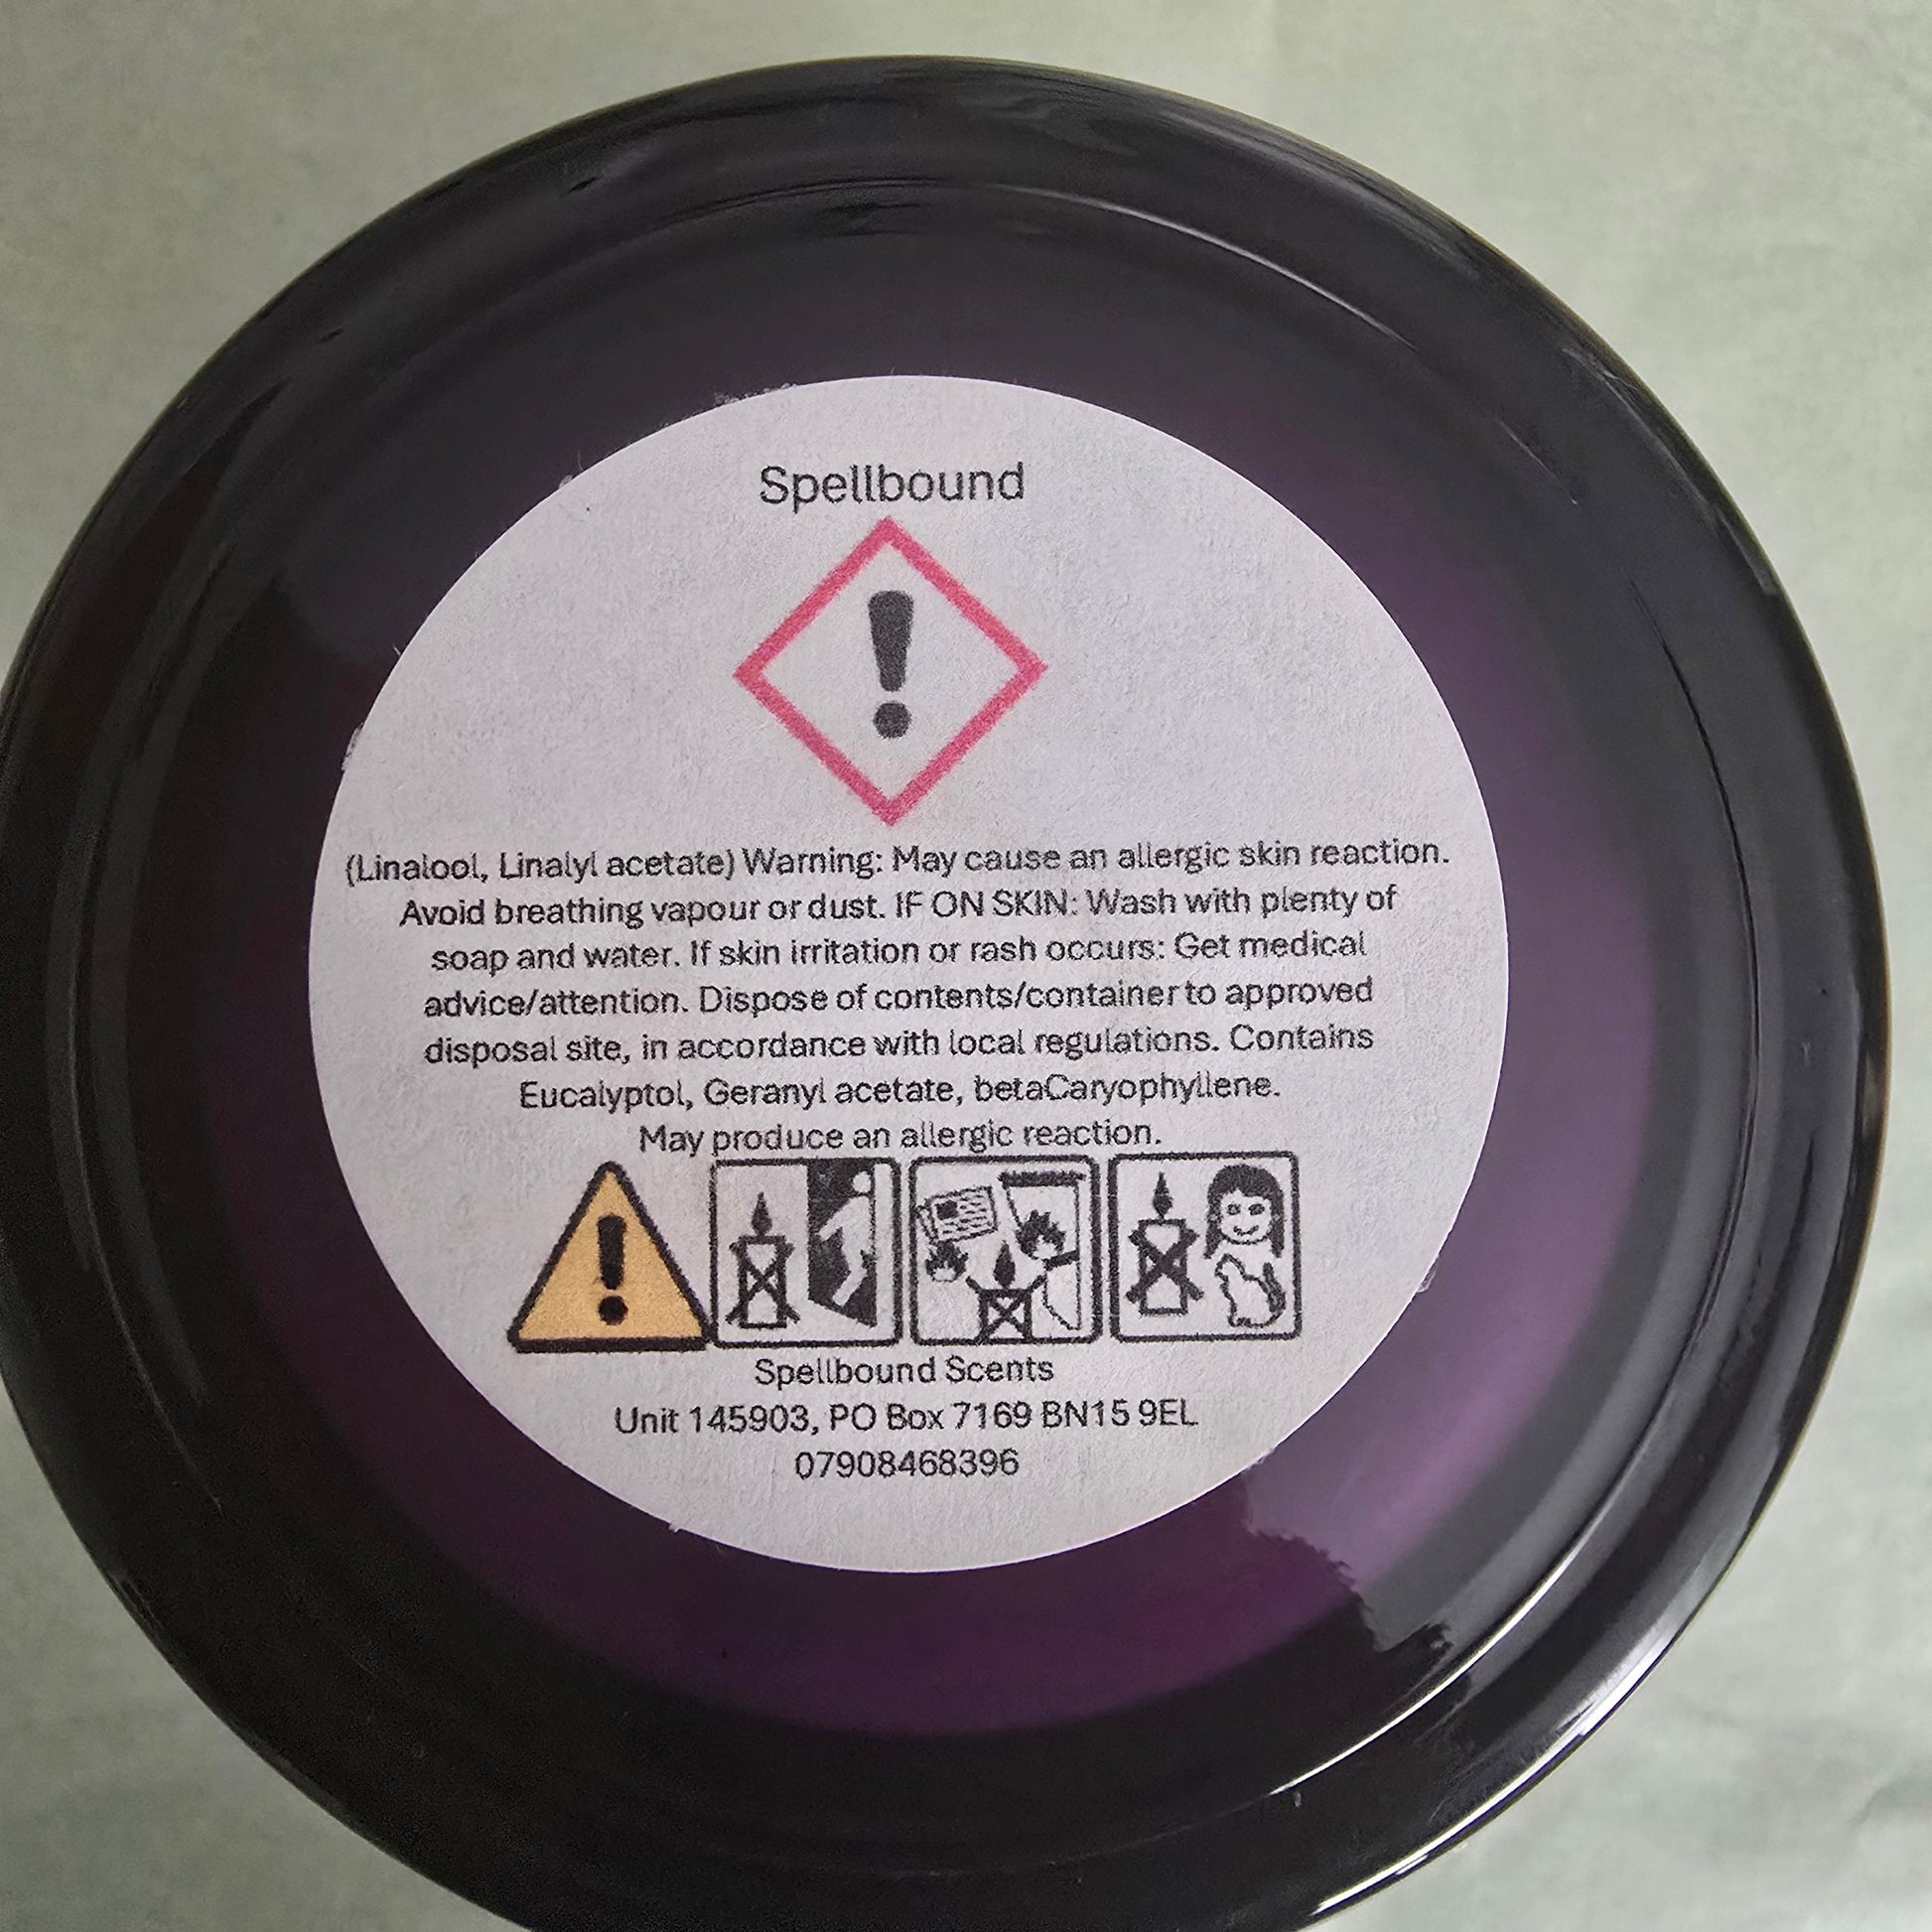 Spellbound
(Linalool, Linalyl acetate) Warning: May cause an allergic skin reaction.
Avoid breathing vapour or dust. IF ON SKIN: Wash with plenty of
soap and water. If skin irritation or rash occurs: Get medical
advice/attention. Dispose of contents/container to approved
disposal site, in accordance with local regulations. Contains
Eucalyptol, Geranyl acetate, betaCaryophyllene.
May produce an allergic reaction.
Spellbound Scents
Unit 145903, PO Box 7169 BN15 9EL
07908468396